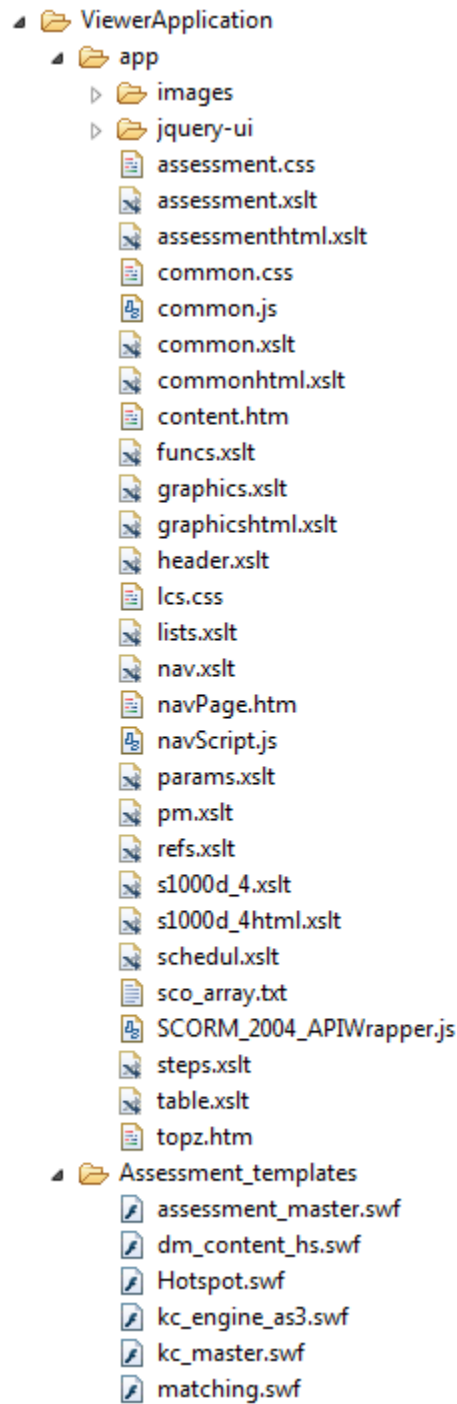 ViewerApplication
app
images
jquery-ui
assessment.css
assessment.xslt
assessmenthtml.xslt
common.css
common.js
common.xslt
commonhtml.xslt
content.htm
funcs.xslt
graphics.xslt
graphicshtml.xslt
header.xslt
lcs.css
lists.xslt
nav.xslt
navPage.htm
navScript.js
params.xslt
pm.xslt
refs.xslt
s1000d_4.xslt
s1000d_4html.xslt
schedul.xslt
sco_array.txt
SCORM_2004_APIWrapper.js
steps.xslt
table.xslt
topz.htm
Assessment_templates
assessment_master.swf
dm_content_hs.swf
Hotspot.swf
kc_engine_as3.swf
kc_master.swf
matching.swf